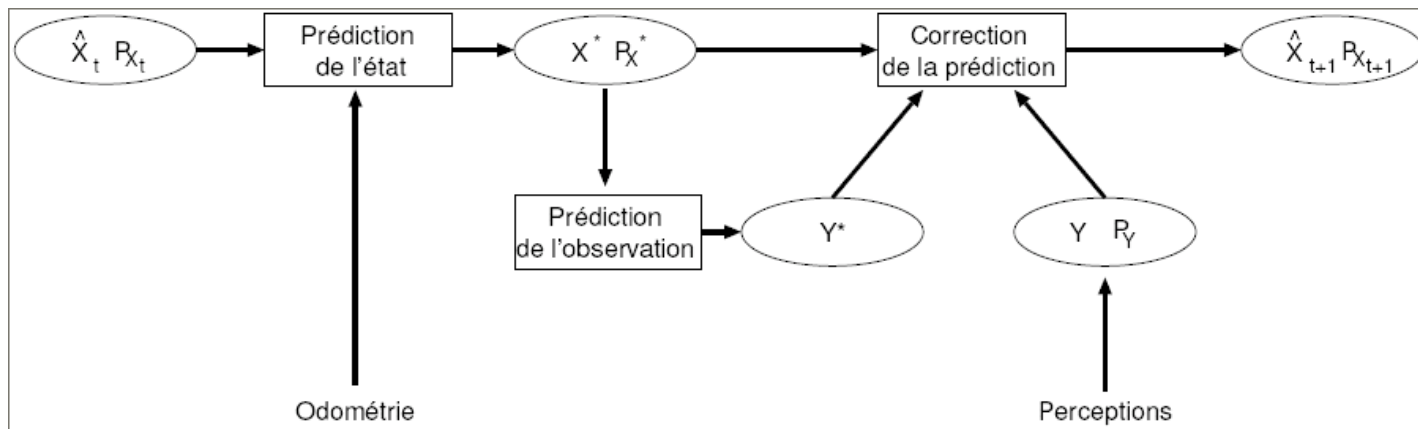 X̂t PXt
Prédiction
de l'état
X* PX*
Correction
de la prédiction
X̂t+1 PXt+1
Prédiction
de l'observation
Y*
Y PY
Odométrie
Perceptions